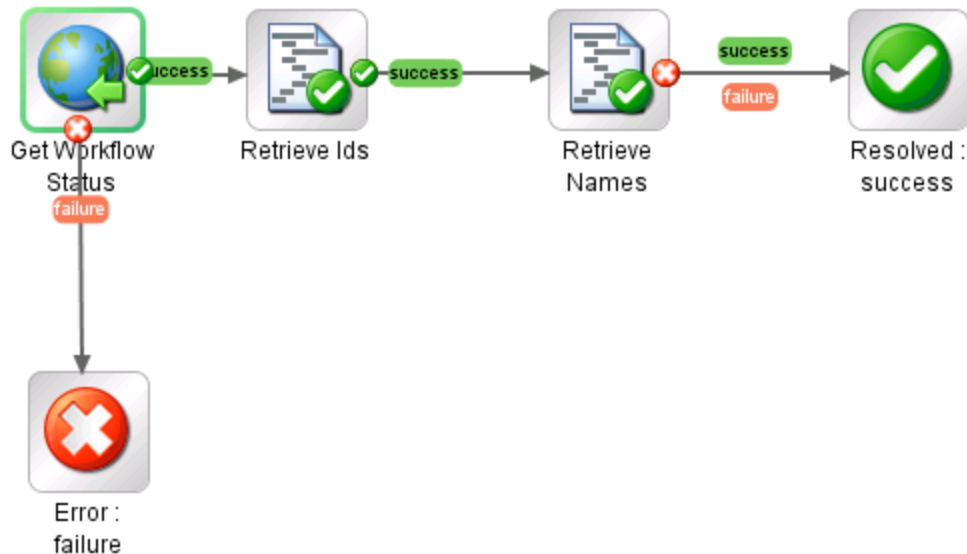 success
success
success
failure
Get Workflow
Status
Retrieve Ids
Retrieve
Names
Resolved :
success
failure
Error :
failure